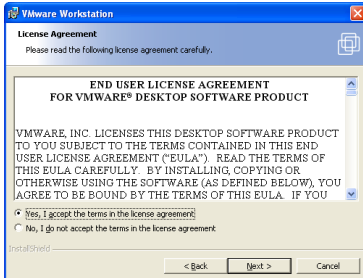 VMware Workstation
License Agreement
Please read the following license agreement carefully.
END USER LICENSE AGREEMENT
FOR VMWARE® DESKTOP SOFTWARE PRODUCT
VMWARE, INC. LICENSES THIS DESKTOP SOFTWARE PRODUCT
TO YOU SUBJECT TO THE TERMS CONTAINED IN THIS END
USER LICENSE AGREEMENT ("EULA"). READ THE TERMS OF
THIS EULA CAREFULLY. BY INSTALLING, COPYING OR
OTHERWISE USING THE SOFTWARE (AS DEFINED BELOW), YOU
AGREE TO BE BOUND BY THE TERMS OF THIS EULA. IF YOU
Yes, I accept the terms in the license agreement
No, I do not accept the terms in the license agreement
InstallShield
< Back Next > Cancel